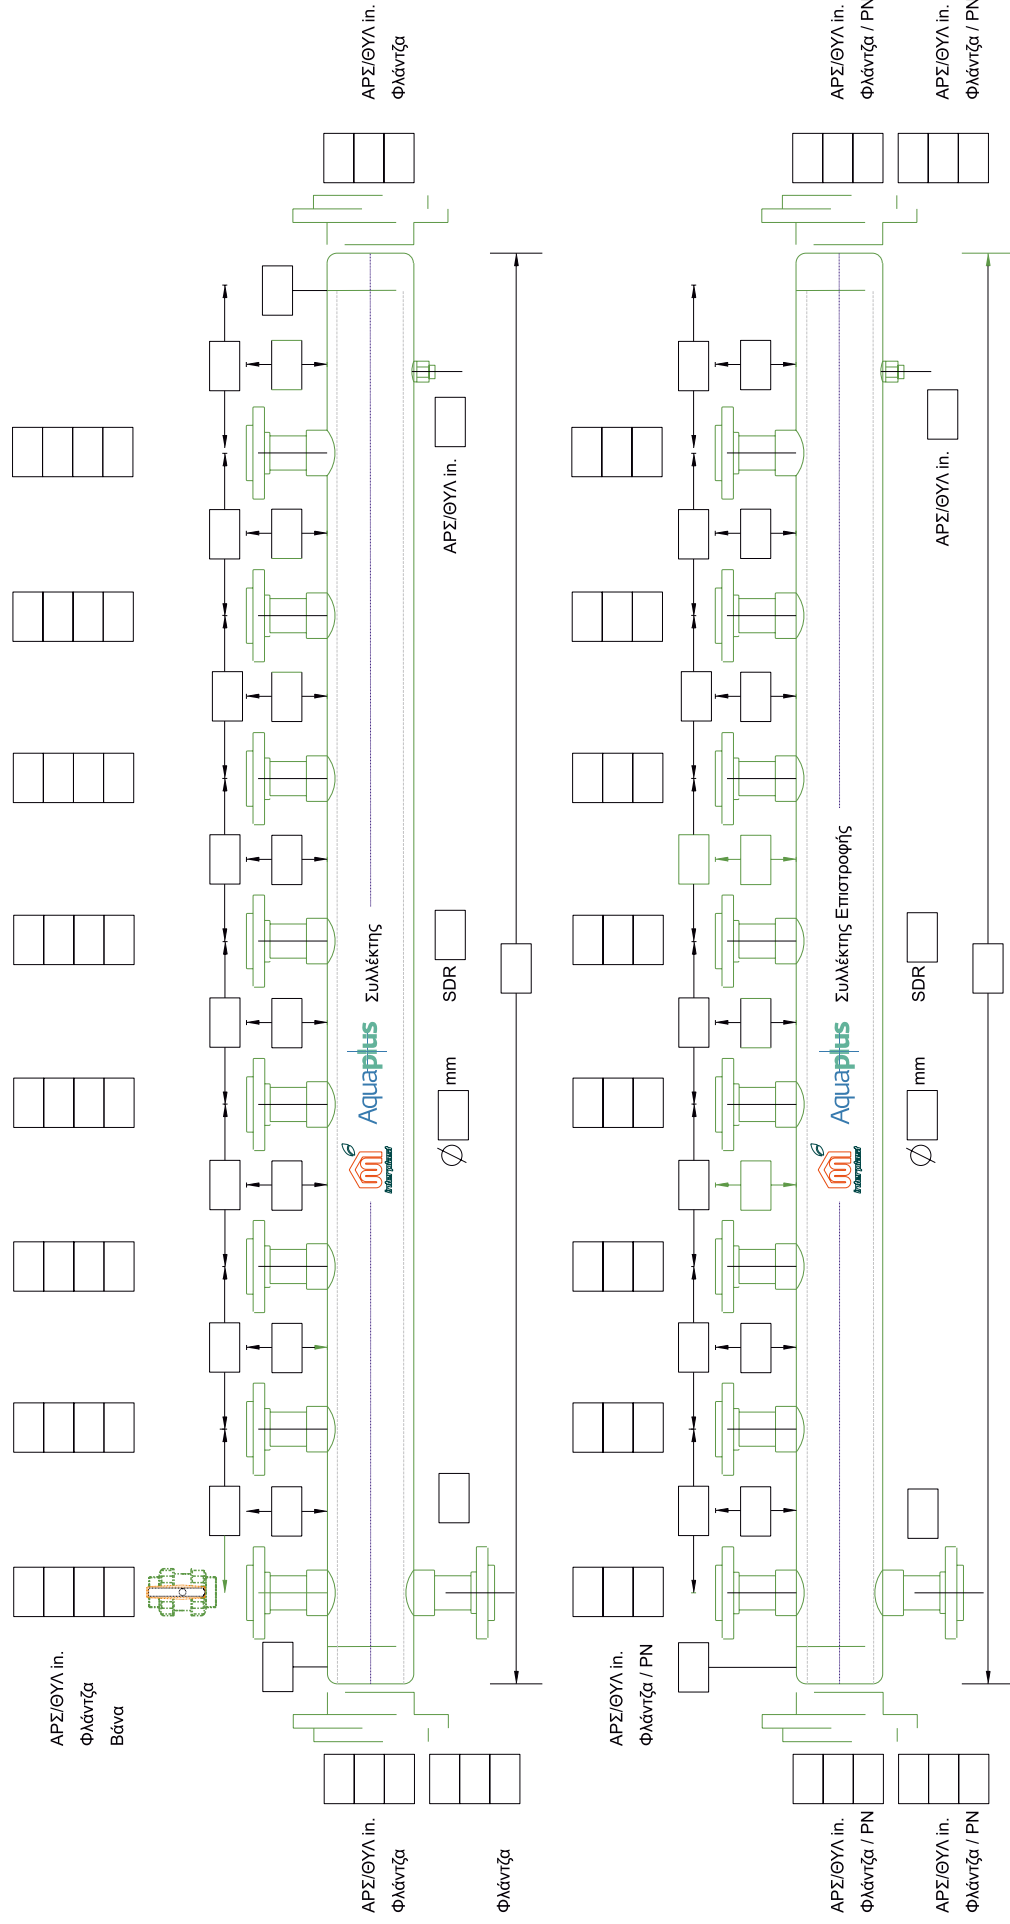 ΑΡΣ/ΘΥΛ in.
Φλάντζα
Βάνα
ΑΡΣ/ΘΥΛ in.
Φλάντζα
Φλάντζα
interplast
Aquaplus
Συλλέκτης
Ø mm
SDR
ΑΡΣ/ΘΥΛ in.
ΑΡΣ/ΘΥΛ in.
Φλάντζα
ΑΡΣ/ΘΥΛ in.
Φλάντζα / PN
ΑΡΣ/ΘΥΛ in.
Φλάντζα / PN
ΑΡΣ/ΘΥΛ in.
Φλάντζα / PN
interplast
Aquaplus
Συλλέκτης Επιστροφής
Ø mm
SDR
ΑΡΣ/ΘΥΛ in.
ΑΡΣ/ΘΥΛ in.
Φλάντζα / PN
ΑΡΣ/ΘΥΛ in.
Φλάντζα / PN